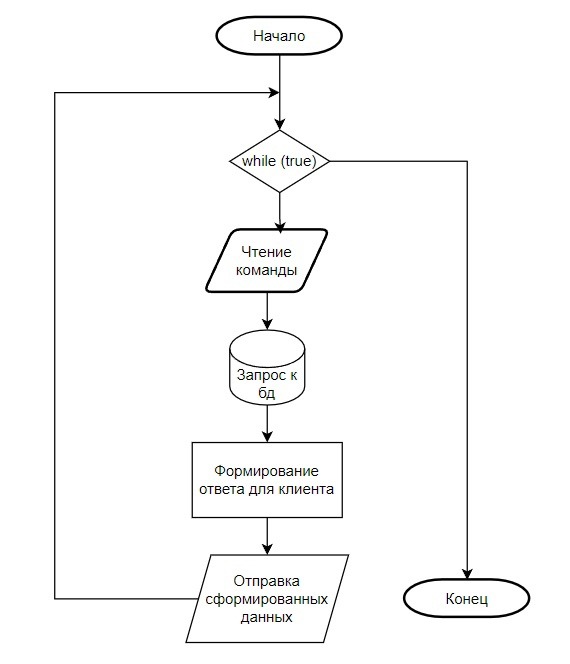 Начало
while (true)
Чтение
команды
Запрос к
бд
Формирование
ответа для клиента
Отправка
сформированных
данных
Конец